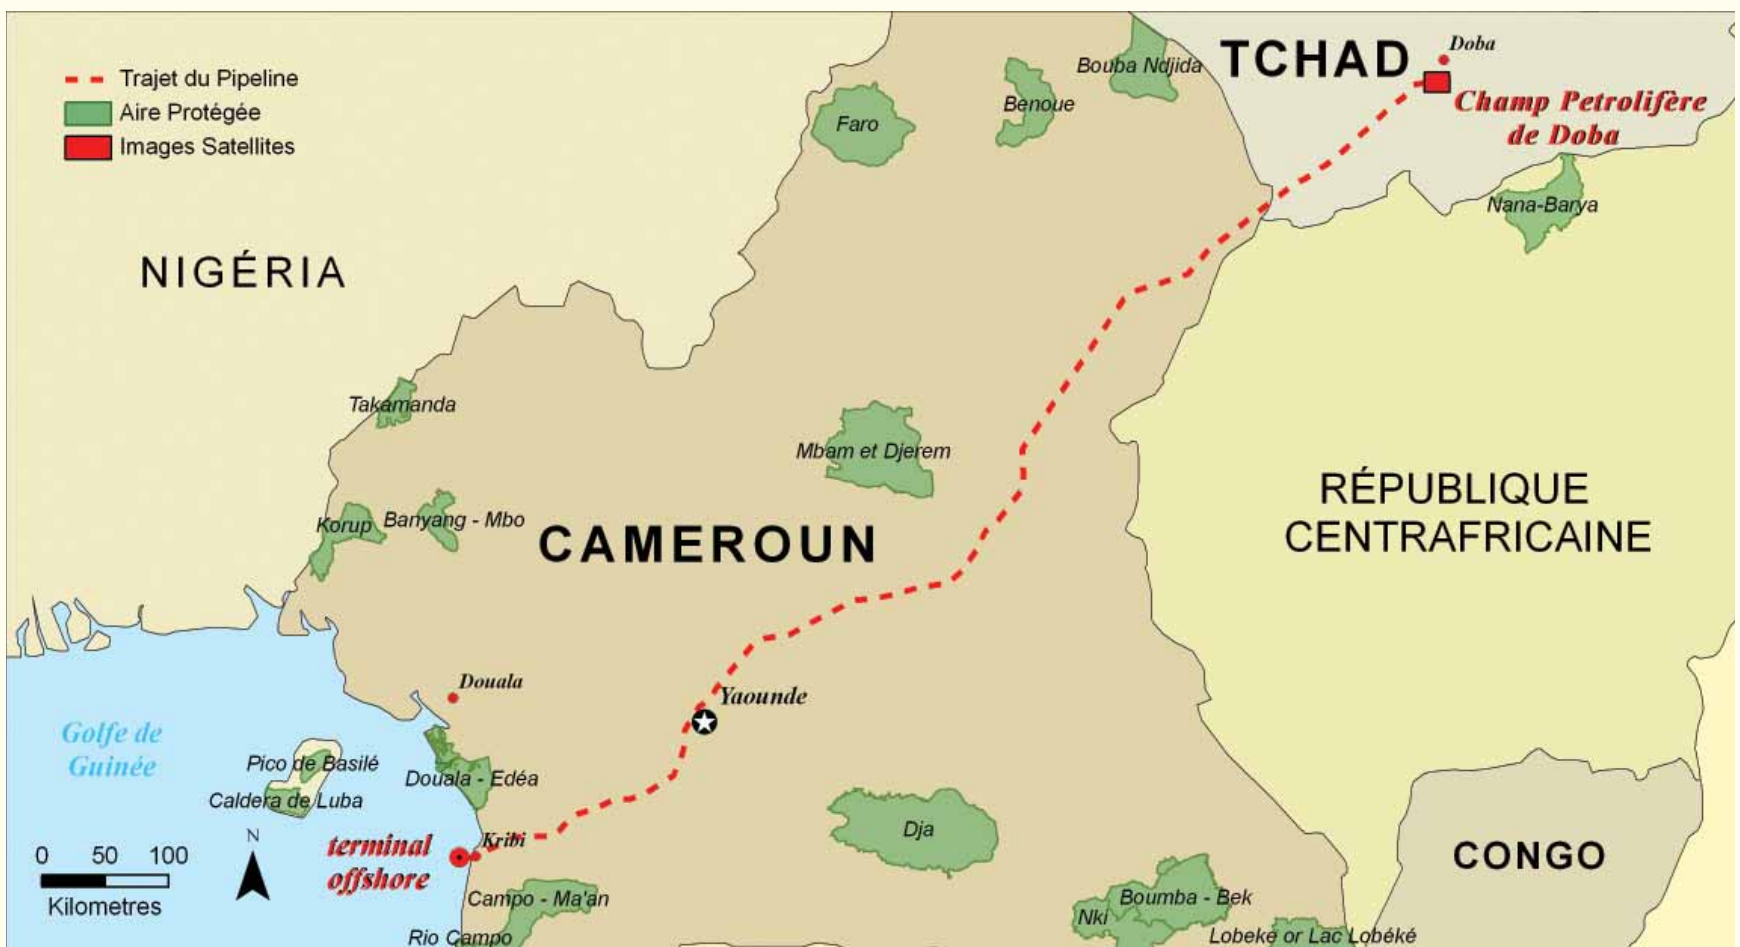 Trajet du Pipeline
Aire Protégée
Images Satellites
TCHAD
Doba
Champ Petrolifère
de Doba
Bouba Ndjida
Benoue
Faro
Nana-Barya
NIGÉRIA
Takamanda
Mbam et Djerem
Korup
Banyang - Mbo
CAMEROUN
RÉPUBLIQUE
CENTRAFRICAINE
Douala
Yaounde
Golfe de
Guinée
Pico de Basilé
Caldera de Luba
Douala - Edéa
Kribi
terminal
offshore
Dja
CONGO
N
0 50 100
Kilometres
Campo - Ma'an
Rio Campo
Boumba - Bek
Nki
Lobeke or Lac Lobéké